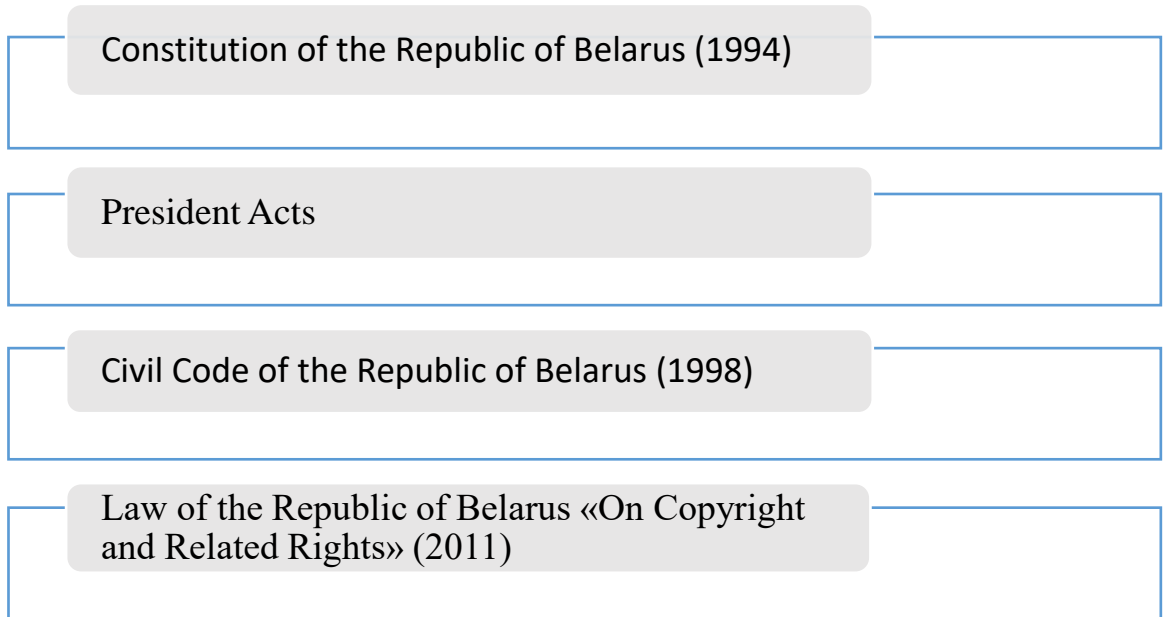 Constitution of the Republic of Belarus (1994)
President Acts
Civil Code of the Republic of Belarus (1998)
Law of the Republic of Belarus «On Copyright
and Related Rights» (2011)